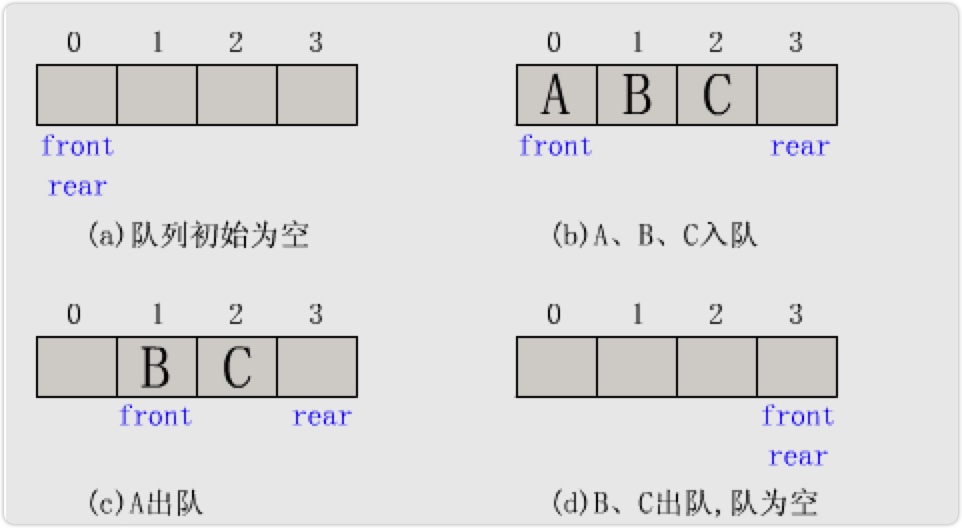 0 1 2 3
front
rear
(a)队列初始为空
0 1 2 3
A B C
front rear
(b)A、B、C入队
0 1 2 3
B C
front rear
(c)A出队
0 1 2 3
front
rear
(d)B、C出队,队为空